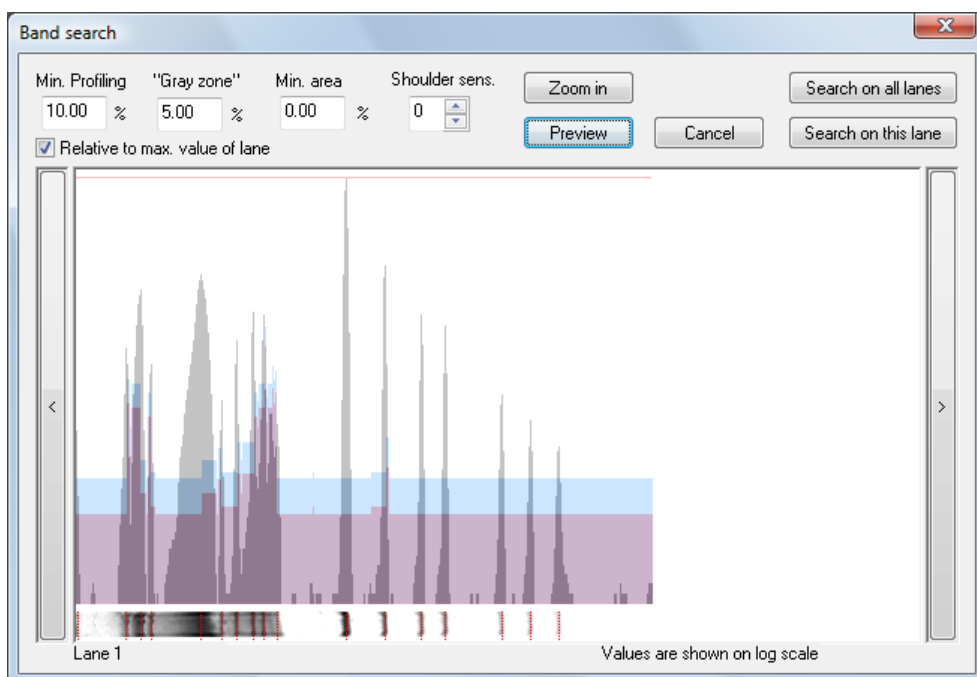 Band search
Min. Profiling "Gray zone" Min. area Shoulder sens.
10.00 % 5.00 % 0.00 % 0
Zoom in
Search on all lanes
Preview
Cancel
Search on this lane
Relative to max. value of lane
<
>
Lane 1
Values are shown on log scale